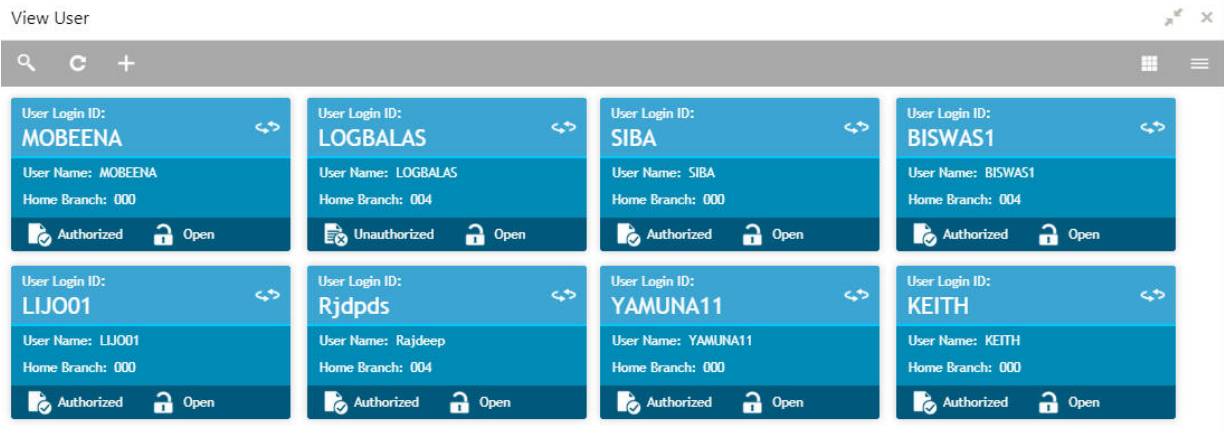 View User
User Login ID:
MOBEENA
User Name: MOBEENA
Home Branch: 000
Authorized Open
User Login ID:
LOGBALAS
User Name: LOGBALAS
Home Branch: 004
Unauthorized Open
User Login ID:
SIBA
User Name: SIBA
Home Branch: 000
Authorized Open
User Login ID:
BISWAS1
User Name: BISWAS1
Home Branch: 004
Authorized Open
User Login ID:
LIJO01
User Name: LIJO01
Home Branch: 000
Authorized Open
User Login ID:
Rjdpds
User Name: Rajdeep
Home Branch: 004
Authorized Open
User Login ID:
YAMUNA11
User Name: YAMUNA11
Home Branch: 000
Authorized Open
User Login ID:
KEITH
User Name: KEITH
Home Branch: 000
Authorized Open